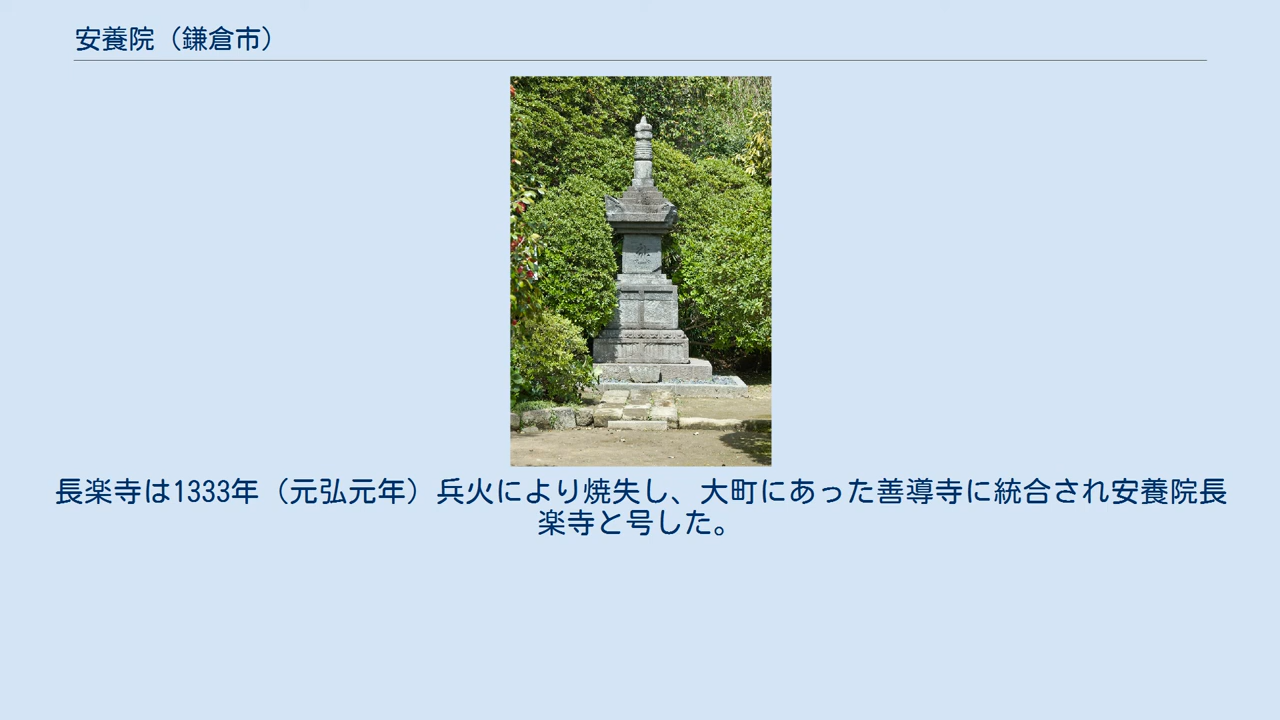 安養院（鎌倉市）
長楽寺は1333年（元弘元年）兵火により焼失し、大町にあった善導寺に統合され安養院長
楽寺と号した。